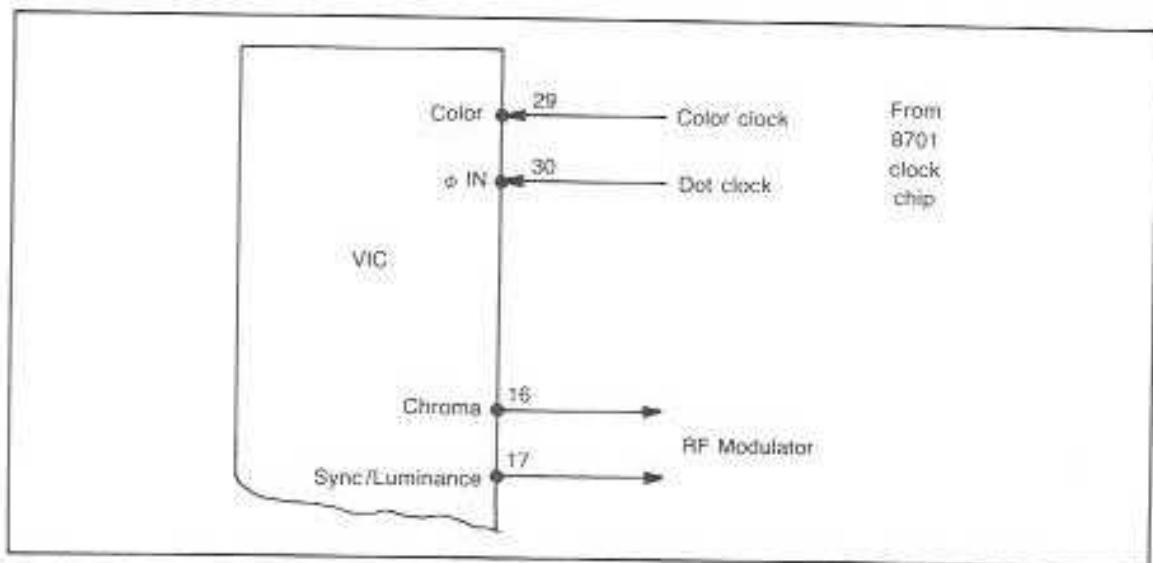 Color 29 Color clock
φ IN 30 Dot clock
From
8701
clock
chip
VIC
Chroma 16
RF Modulator
Sync/Luminance 17